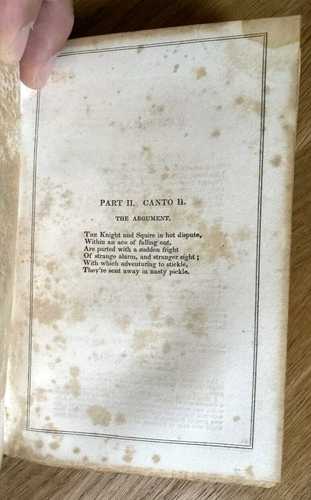 PART II. CANTO II.
THE ARGUMENT.
The Knight and Squire in hot dispute,
Within an ace of falling out,
Are parted with a sudden fright
Of strange alarm, and stranger sight;
With which adventuring to stickle,
They're sent away in nasty pickle.